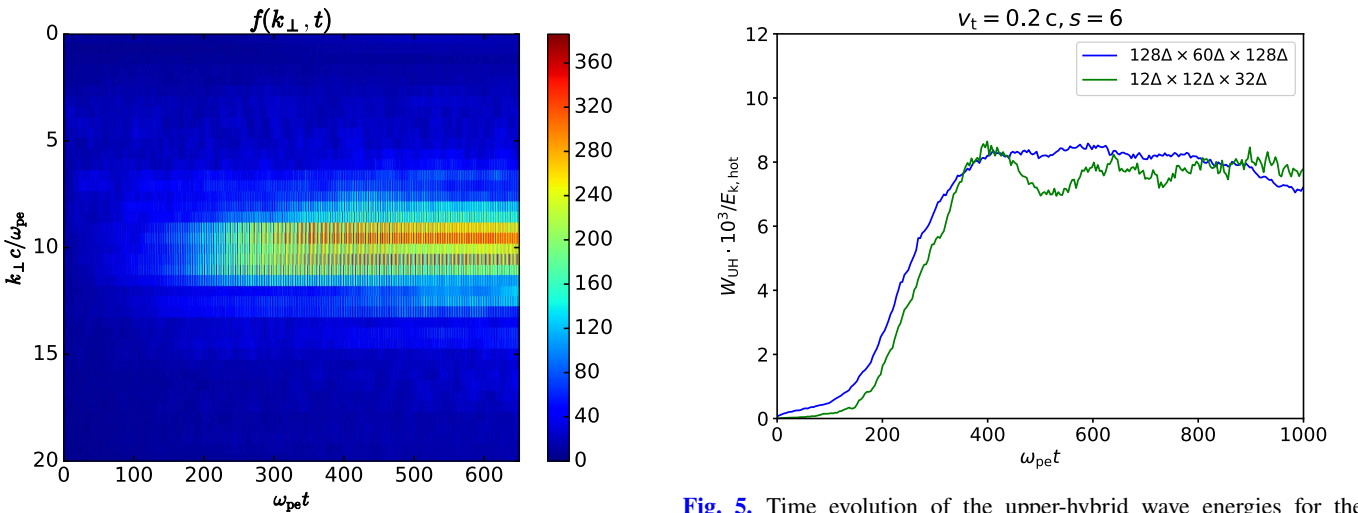 f(k⊥, t)
0
5
10
15
20
k⊥c/ωpe
0 100 200 300 400 500 600
ωpet
360
320
280
240
200
160
120
80
40
0
vt = 0.2 c, s = 6
12
10
8
6
4
2
0
WUH · 10³/Ek, hot
128Δ × 60Δ × 128Δ
12Δ × 12Δ × 32Δ
0 200 400 600 800 1000
ωpet
Fig. 5. Time evolution of the upper-hybrid wave energies for the